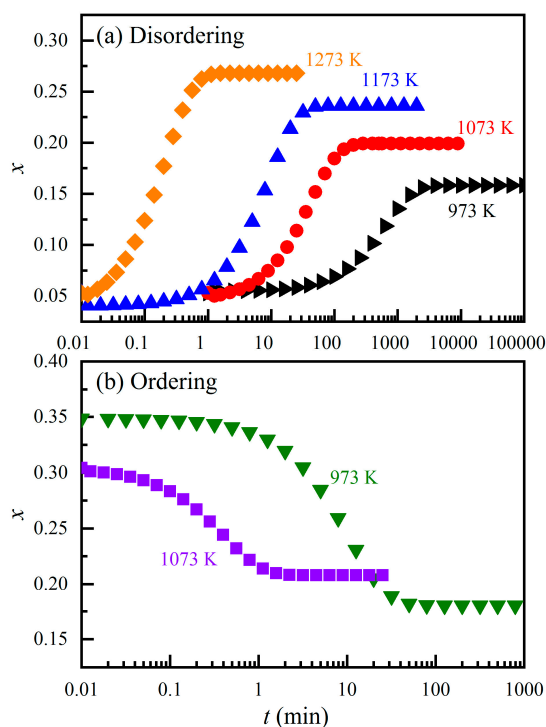 (a) Disordering
0.30
1273 K
0.25
1173 K
0.20
1073 K
x
0.15
973 K
0.10
0.05
0.01 0.1 1 10 100 1000 10000 100000
0.40
(b) Ordering
0.35
0.30
973 K
x
0.25
1073 K
0.20
0.15
0.01 0.1 1 10 100 1000
t (min)